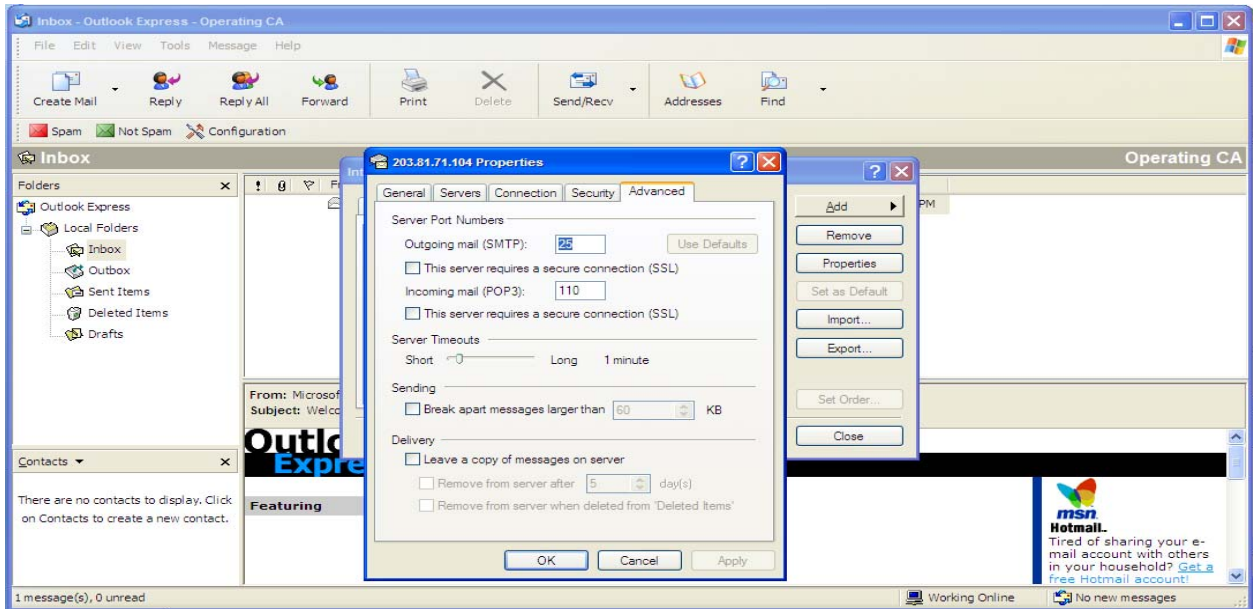 Inbox - Outlook Express - Operating CA
File Edit View Tools Message Help
Create Mail Reply Reply All Forward Print Delete Send/Recv Addresses Find
Spam Not Spam Configuration
Inbox Operating CA
Folders
Outlook Express
Local Folders
Inbox
Outbox
Sent Items
Deleted Items
Drafts
Contacts
There are no contacts to display. Click
on Contacts to create a new contact.
! F
PM
Int
203.81.71.104 Properties
General Servers Connection Security Advanced
Server Port Numbers
Outgoing mail (SMTP): 25 Use Defaults
This server requires a secure connection (SSL)
Incoming mail (POP3): 110
This server requires a secure connection (SSL)
Server Timeouts
Short Long 1 minute
Sending
Break apart messages larger than 60 KB
Delivery
Leave a copy of messages on server
Remove from server after 5 day(s)
Remove from server when deleted from 'Deleted Items'
OK Cancel Apply
Add
Remove
Properties
Set as Default
Import...
Export...
Set Order...
Close
From: Microsof
Subject: Welco
Outlo
Expre
Featuring
msn
Hotmail.
Tired of sharing your e-
mail account with others
in your household? Get a
free Hotmail account!
1 message(s), 0 unread Working Online No new messages